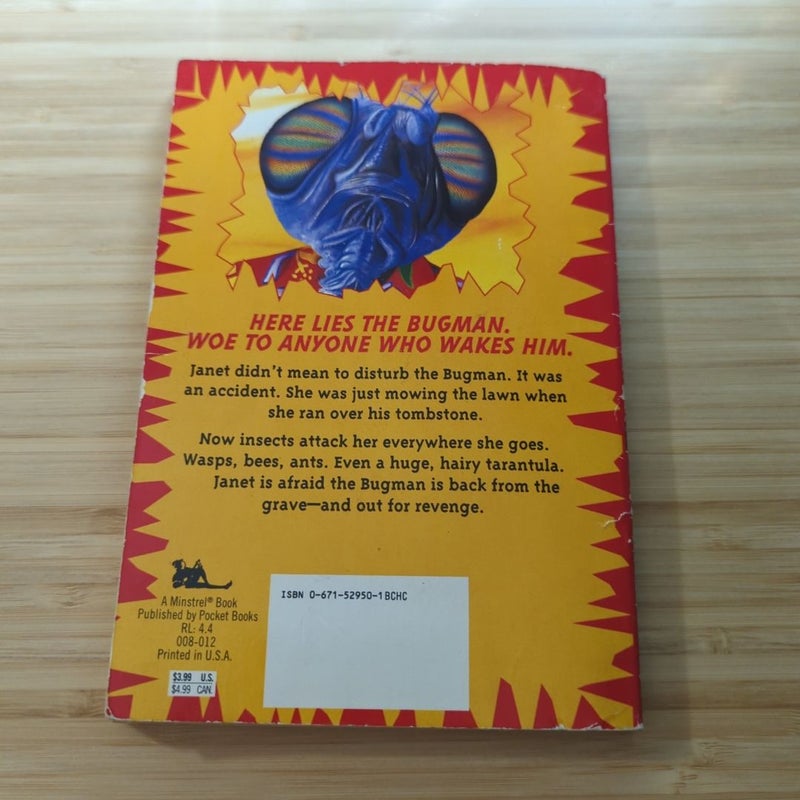 HERE LIES THE BUGMAN.
WOE TO ANYONE WHO WAKES HIM.
Janet didn't mean to disturb the Bugman. It was
an accident. She was just mowing the lawn when
she ran over his tombstone.
Now insects attack her everywhere she goes.
Wasps, bees, ants. Even a huge, hairy tarantula.
Janet is afraid the Bugman is back from the
grave—and out for revenge.
A Minstrel® Book
Published by Pocket Books
RL: 4.4
008-012
Printed in U.S.A.
$3.99 U.S.
$4.99 CAN.
ISBN 0-671-52950-1 BCHC